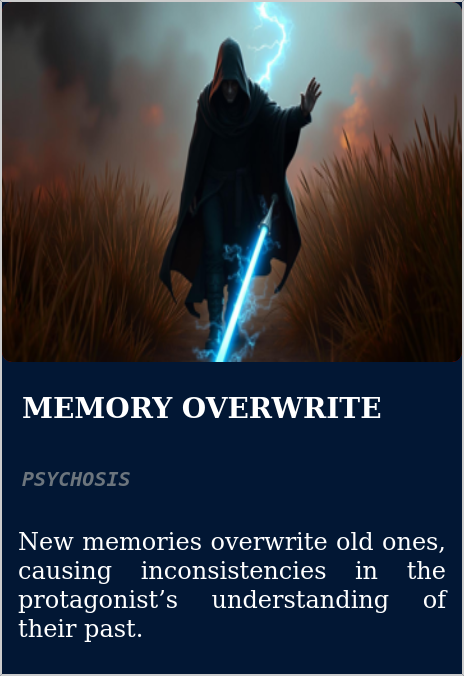 MEMORY OVERWRITE
PSYCHOSIS
New memories overwrite old ones,
causing inconsistencies in the
protagonist’s understanding of
their past.